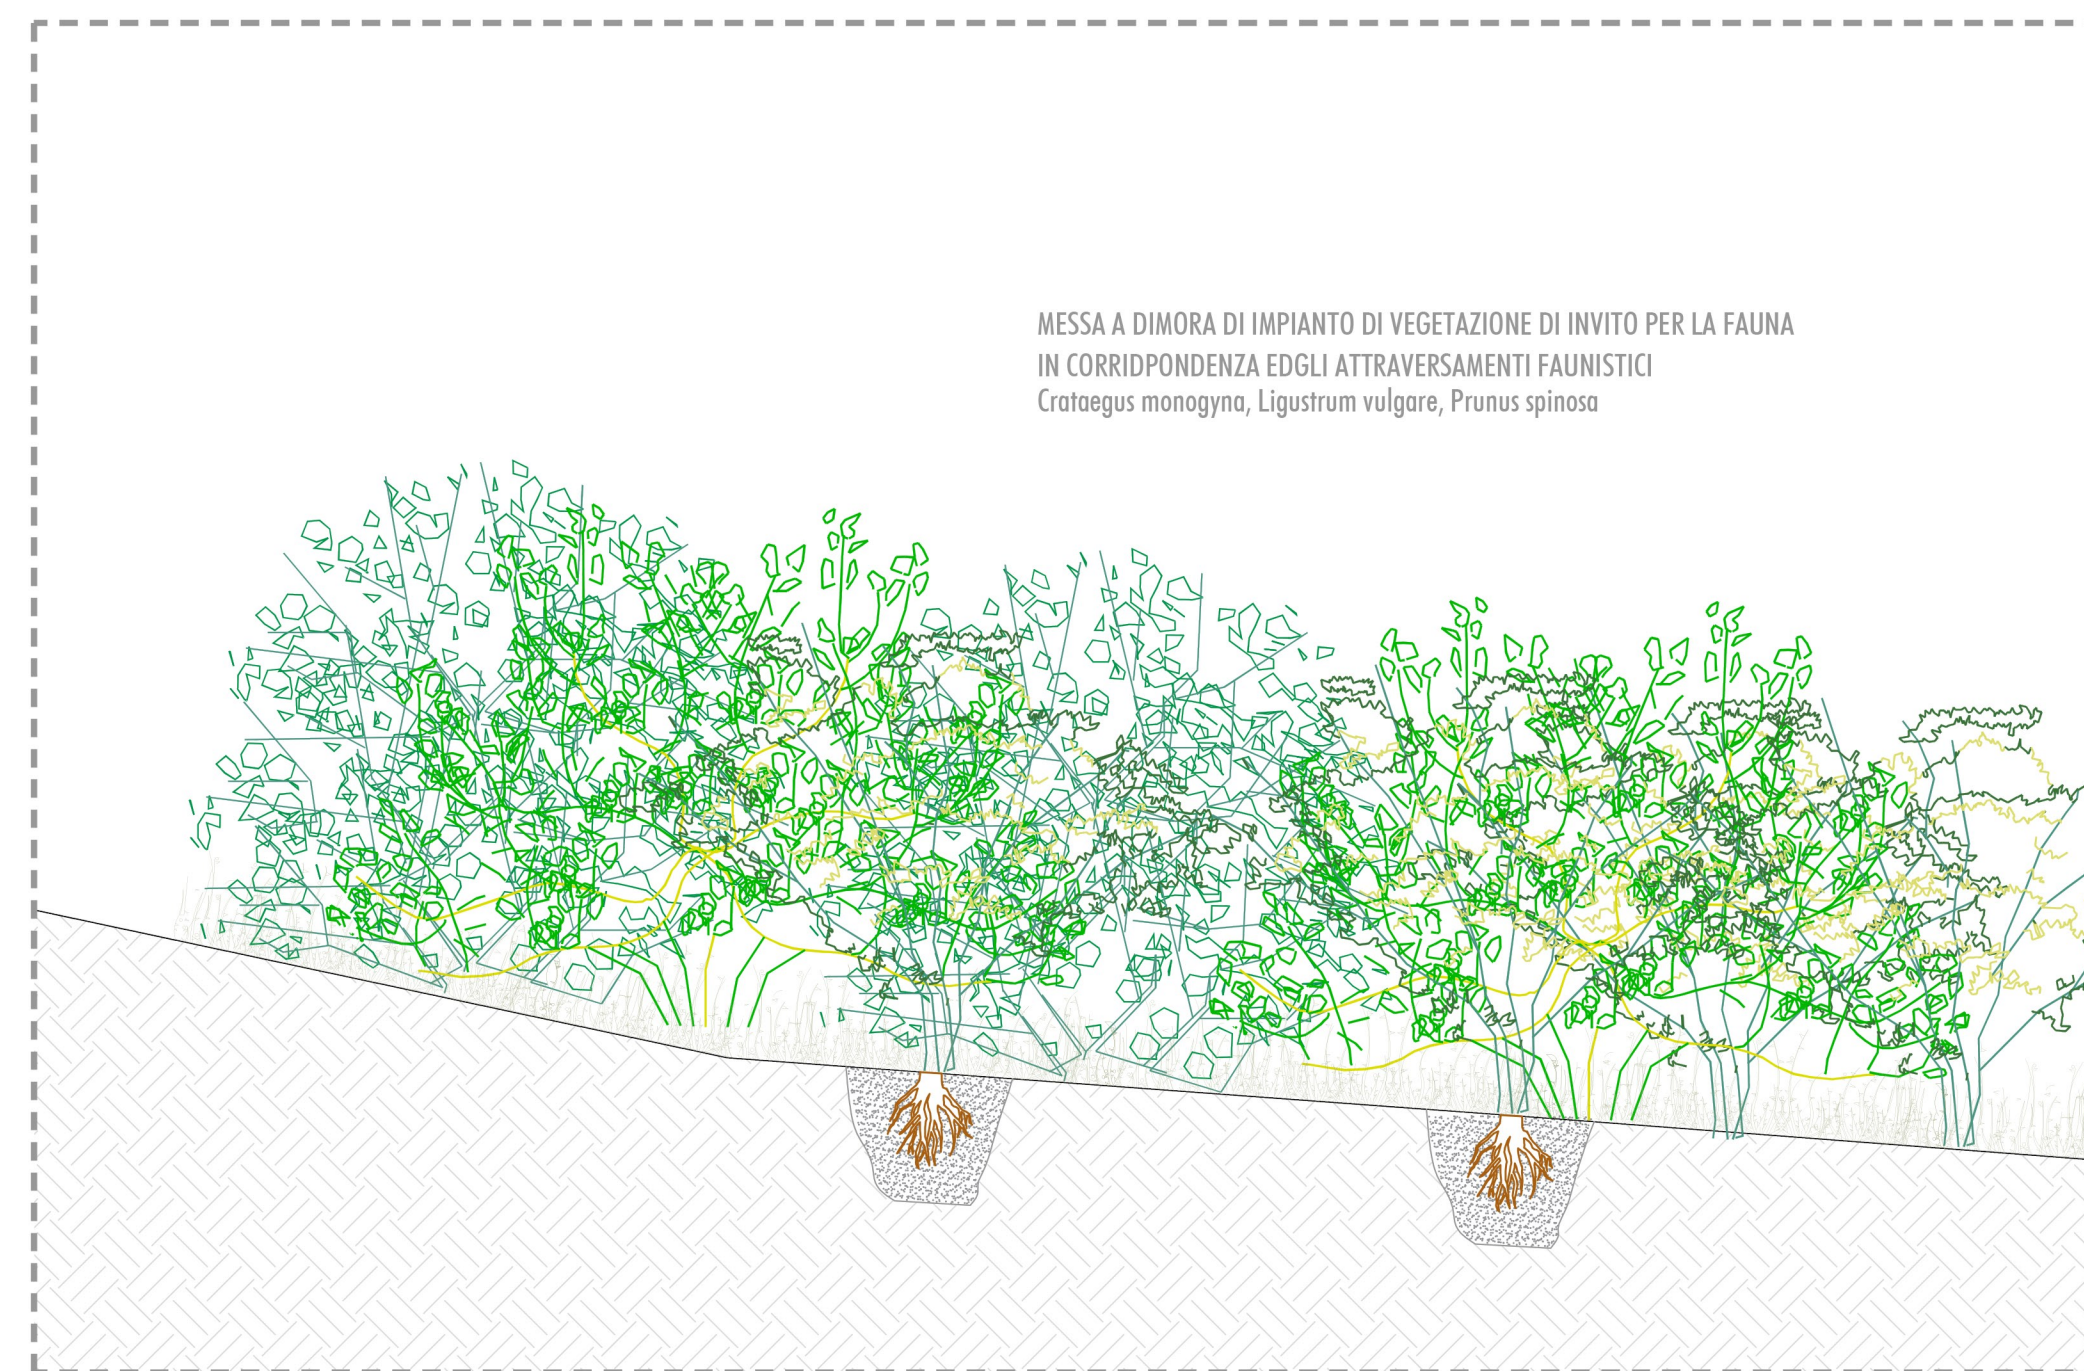 MESSA A DIMORA DI IMPIANTO DI VEGETAZIONE DI INVITO PER LA FAUNA
IN CORRIDPONDENZA EDGLI ATTRAVERSAMENTI FAUNISTICI
Crataegus monogyna, Ligustrum vulgare, Prunus spinosa